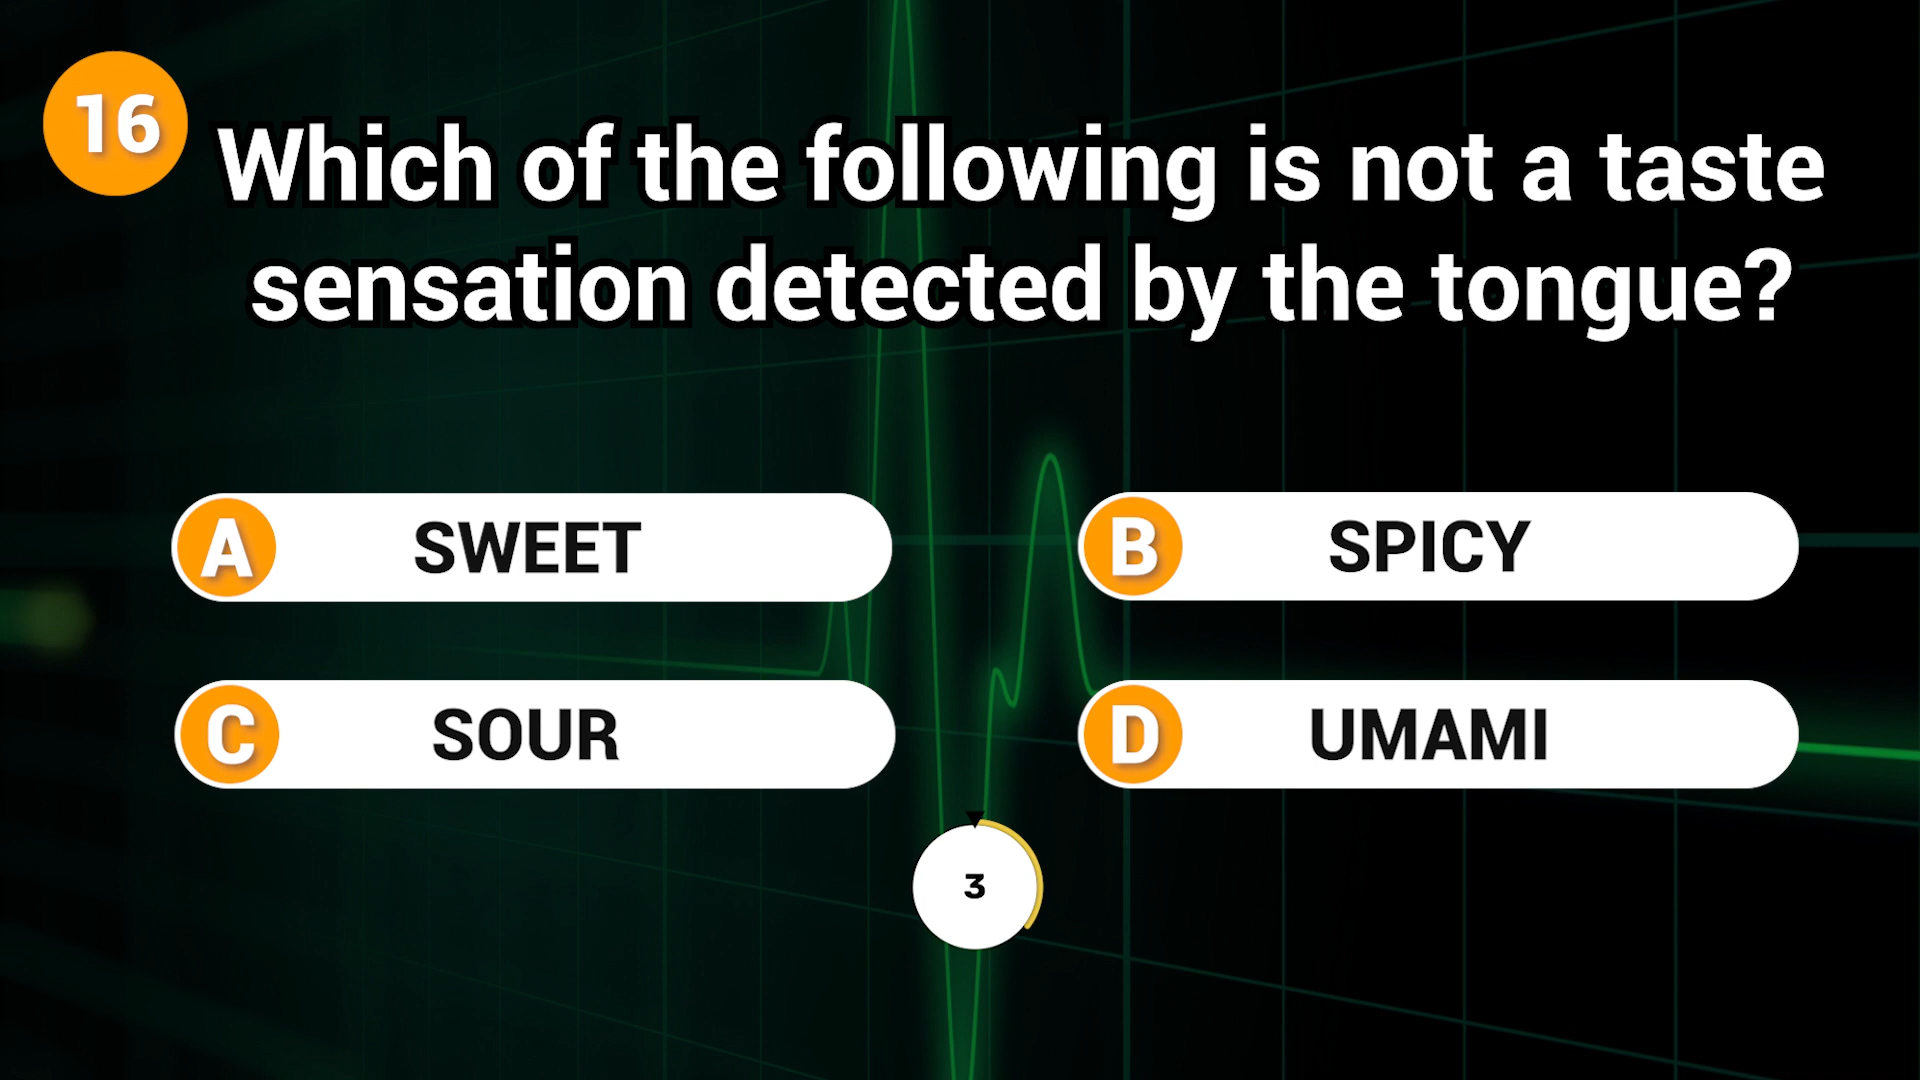 16
Which of the following is not a taste
sensation detected by the tongue?
A SWEET
B SPICY
C SOUR
D UMAMI
3